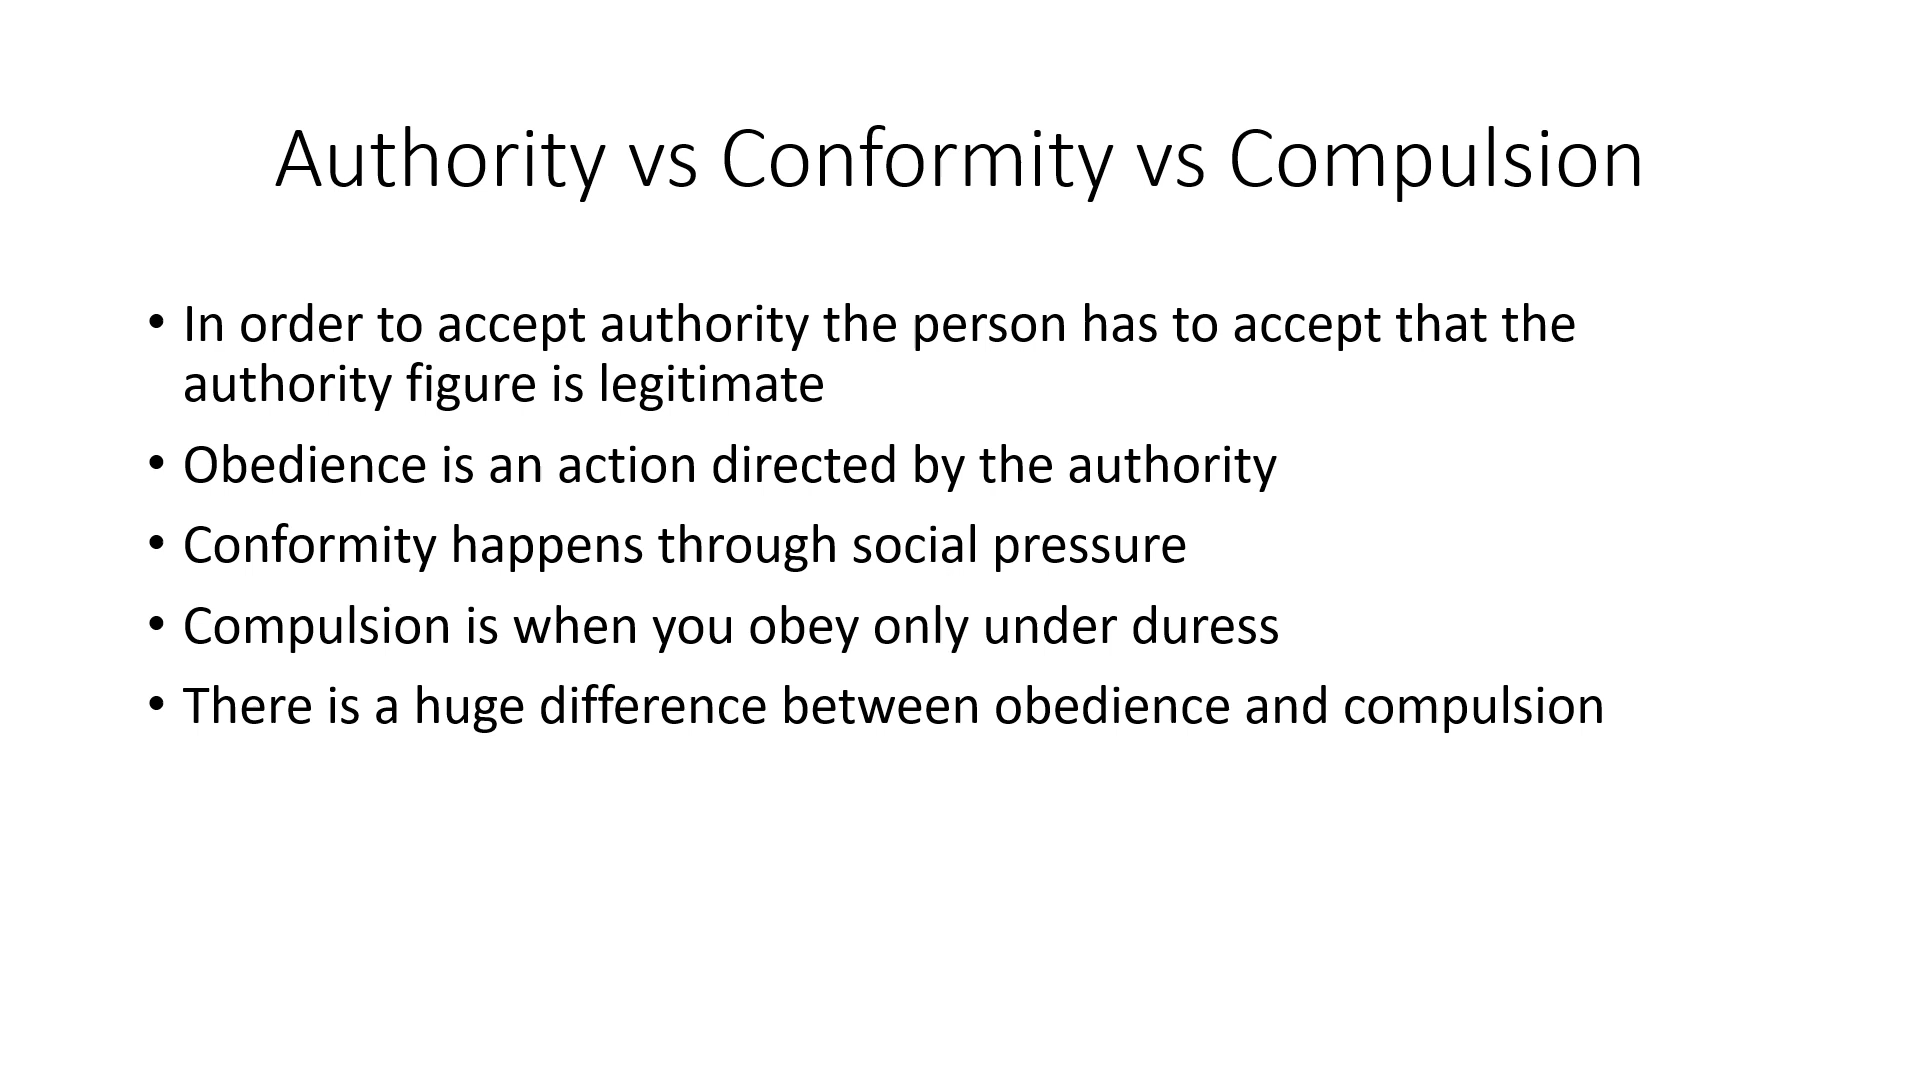 Authority vs Conformity vs Compulsion
• In order to accept authority the person has to accept that the
authority figure is legitimate
• Obedience is an action directed by the authority
• Conformity happens through social pressure
• Compulsion is when you obey only under duress
• There is a huge difference between obedience and compulsion